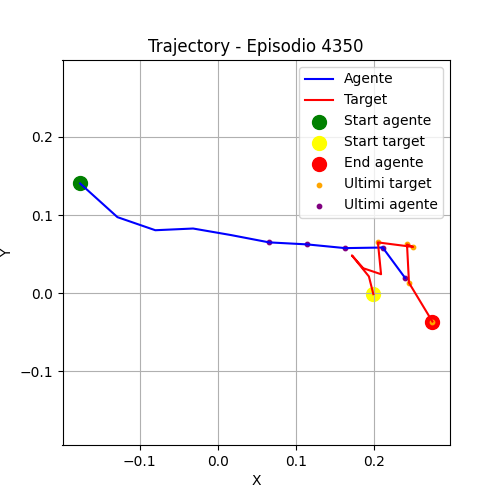 Trajectory - Episodio 4350
Agente
Target
Start agente
Start target
End agente
Ultimi target
Ultimi agente
0.2
0.1
0.0
−0.1
Y
−0.1
0.0
0.1
0.2
X